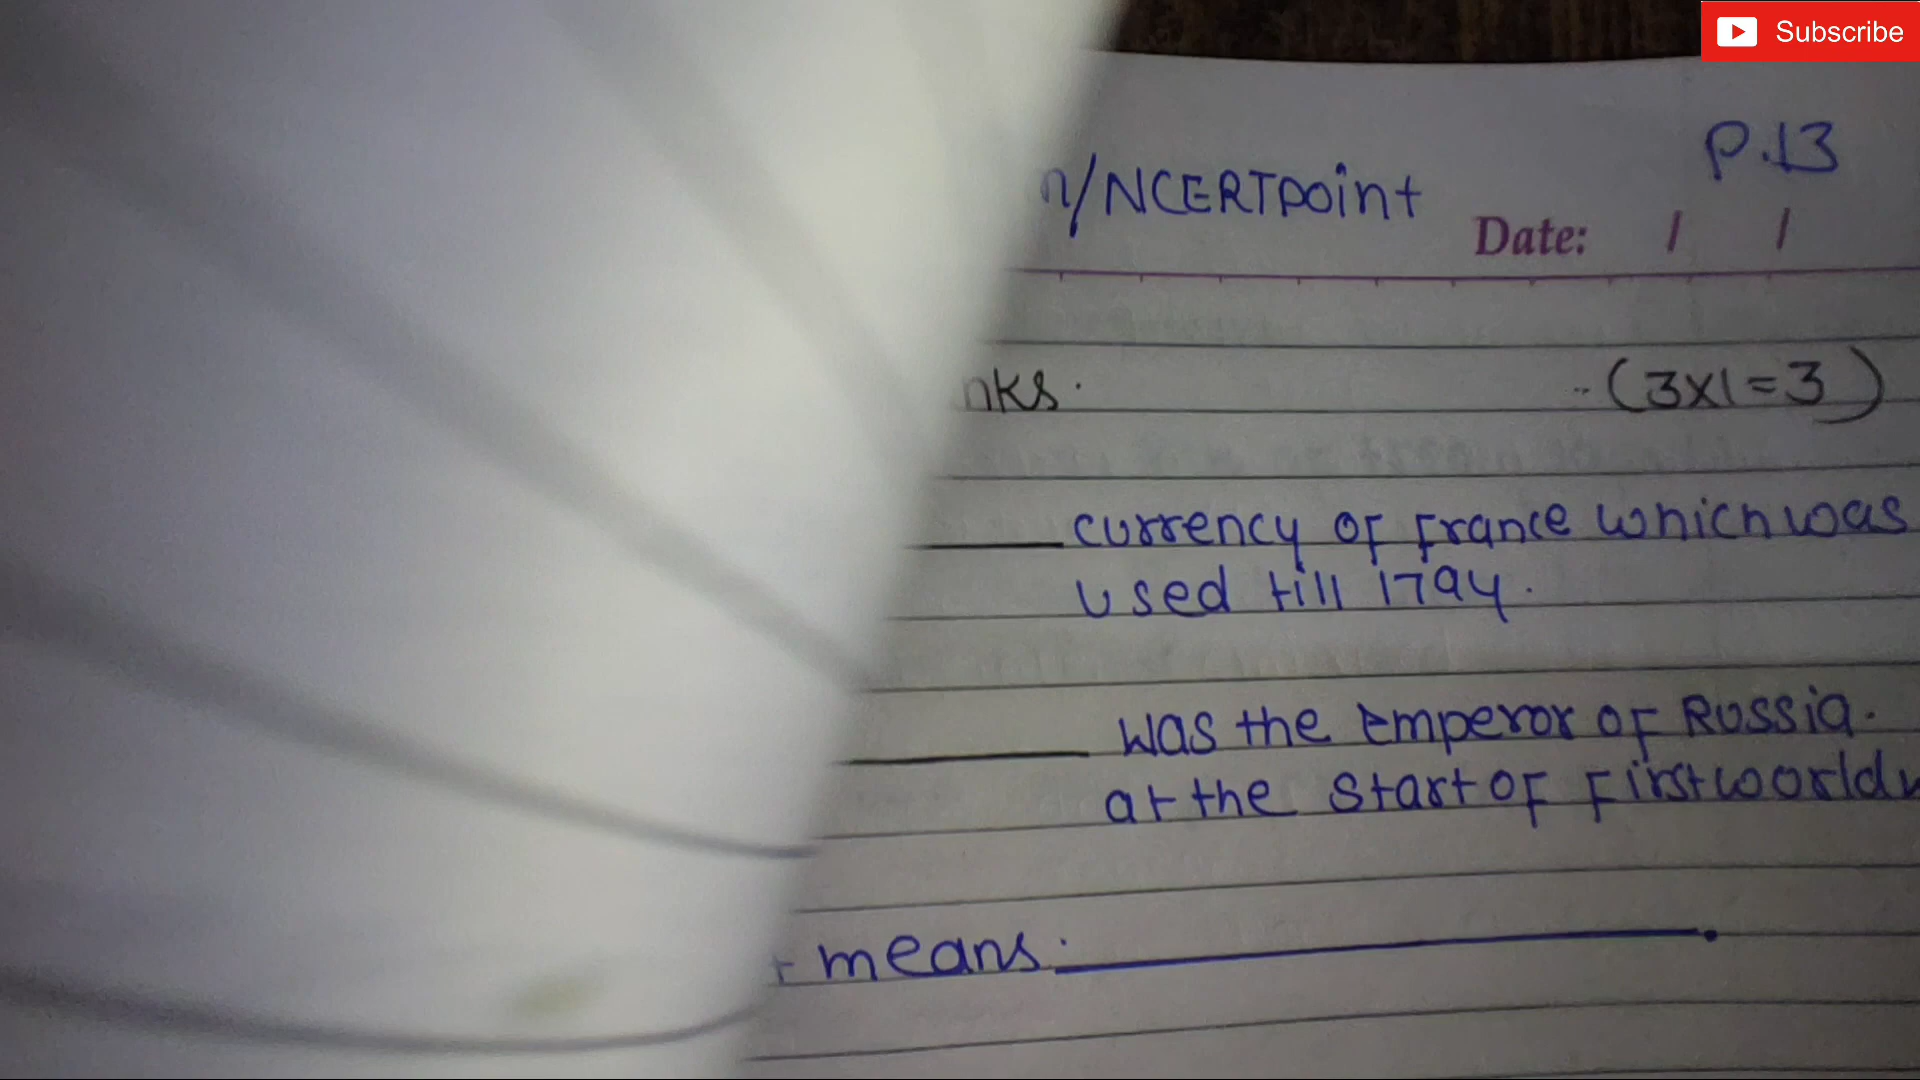 Subscribe
P.13
n/NCERTpoint
Date: / /
nks.
(3x1=3)
currency of France which was
used till 1794.
was the Emperor of Russia.
at the start of First world w
means.